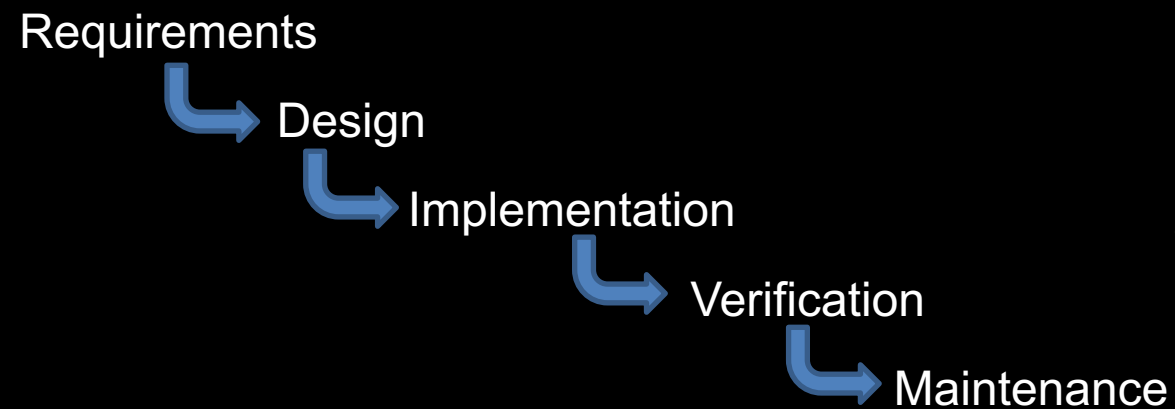 Requirements
Design
Implementation
Verification
Maintenance